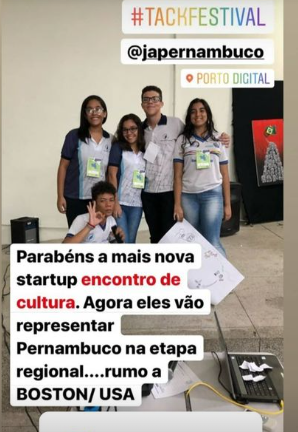 #TACKFESTIVAL
@japernambuco
PORTO DIGITAL
Parabéns a mais nova
startup encontro de
cultura. Agora eles vão
representar
Pernambuco na etapa
regional....rumo a
BOSTON/ USA